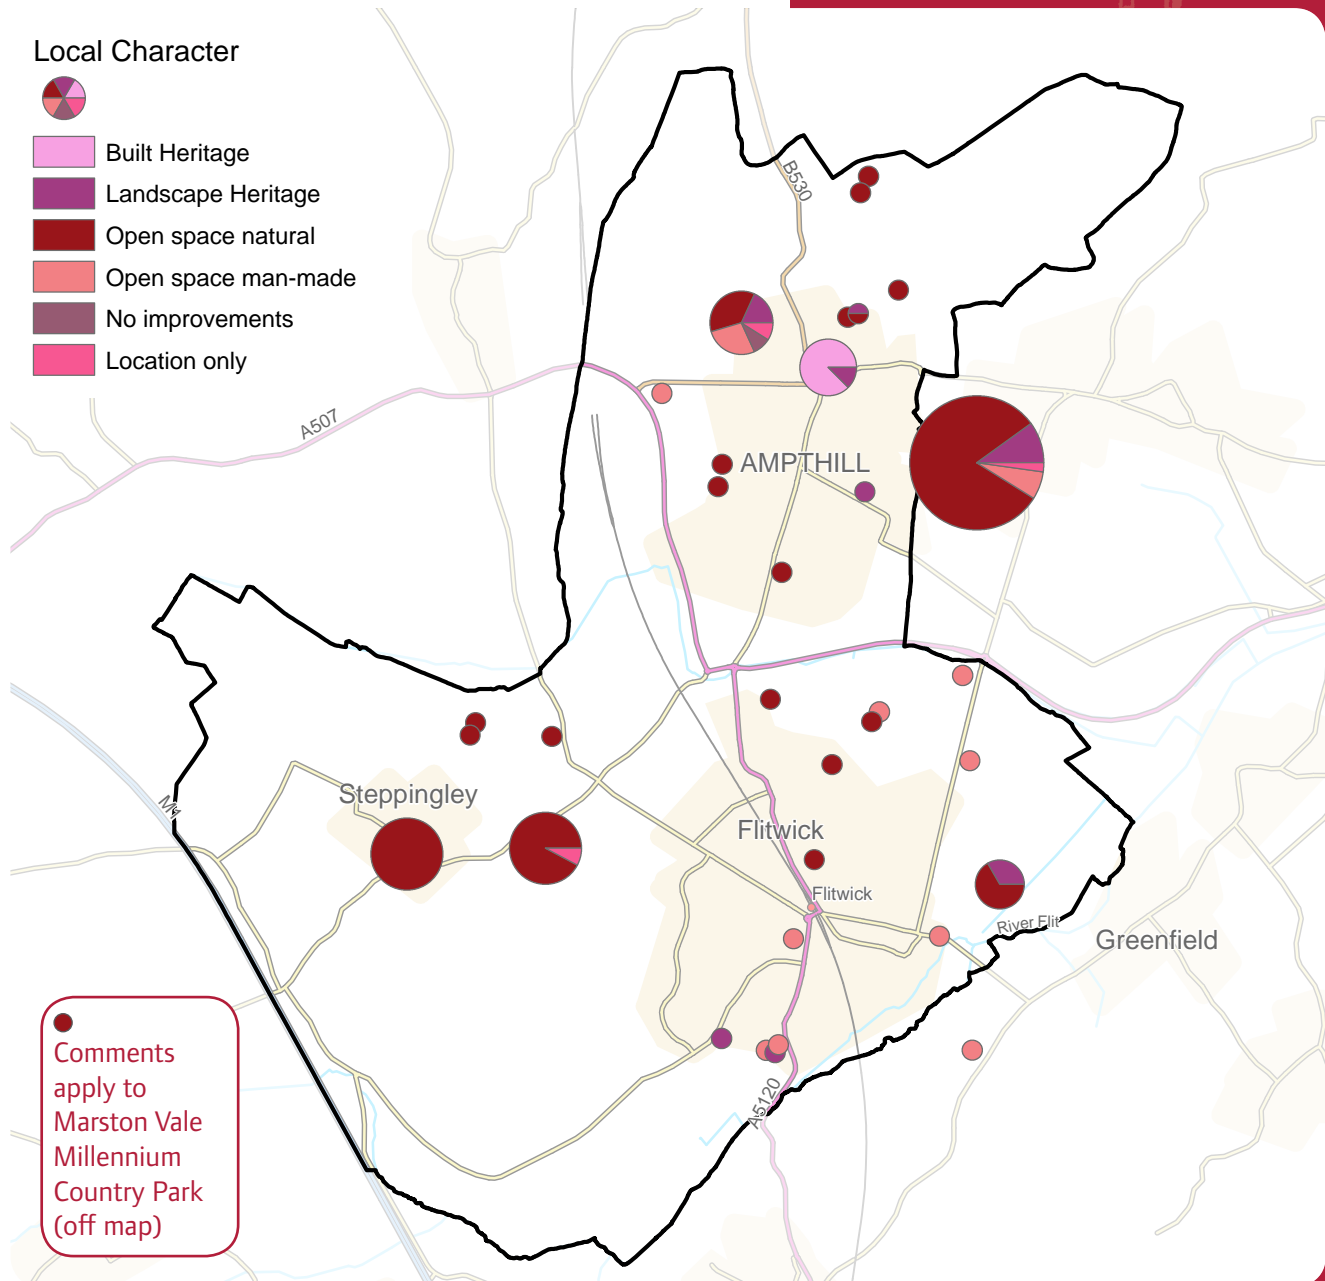 Local Character
Built Heritage
Landscape Heritage
Open space natural
Open space man-made
No improvements
Location only
B530
A507
AMPTHILL
Steppingley
M1
Flitwick
Flitwick
River Flit
Greenfield
A5120
Comments
apply to
Marston Vale
Millennium
Country Park
(off map)